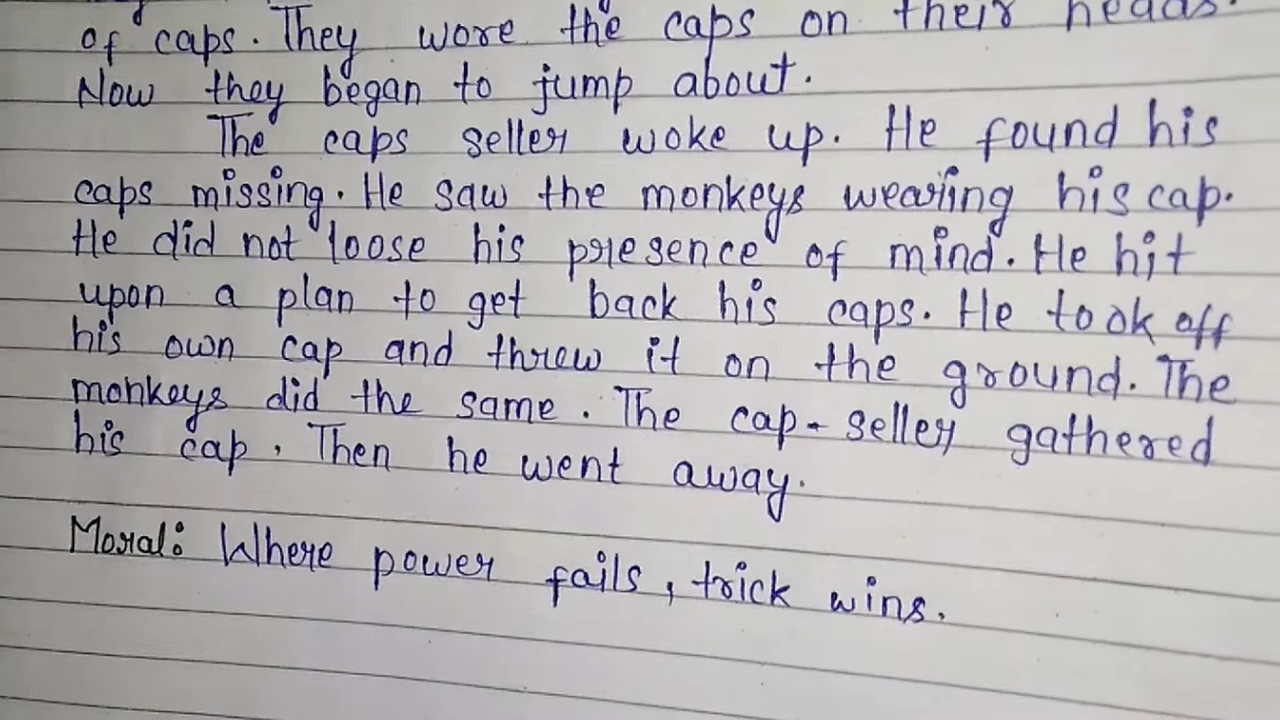 of caps. They wore the caps on their heads.
Now they began to jump about.
The caps seller woke up. He found his
caps missing. He saw the monkeys wearing his cap.
He did not loose his presence of mind. He hit
upon a plan to get back his caps. He took off
his own cap and threw it on the ground. The
monkeys did the same. The cap-seller gathered
his cap. Then he went away.
Moral: Where power fails, trick wins.